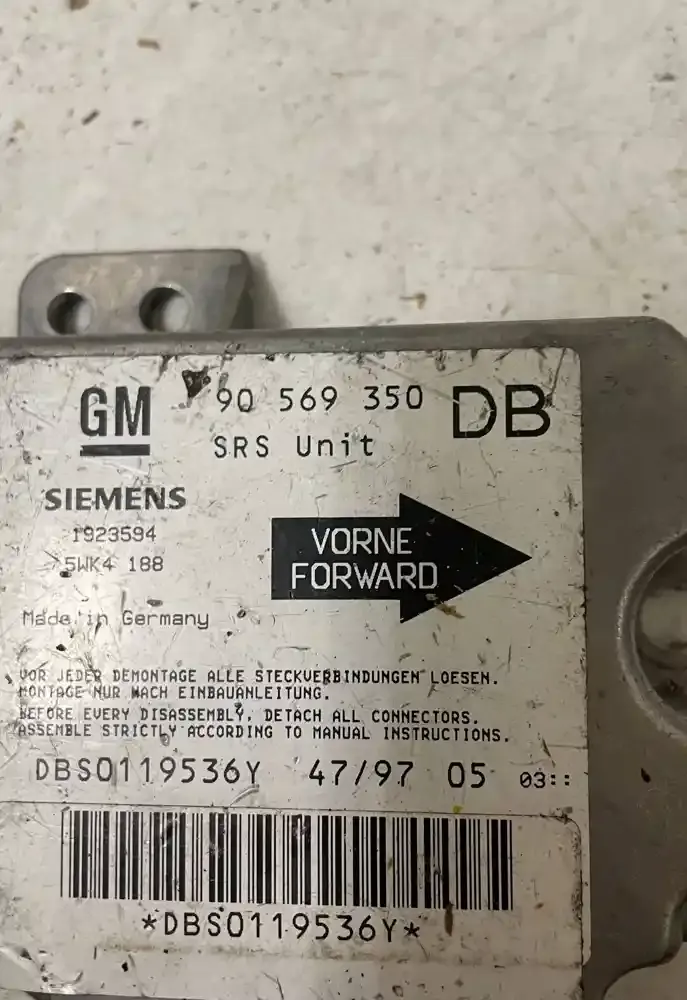 GM 90 569 350 DB
SRS Unit
SIEMENS
1923594
5WK4 188
VORNE
FORWARD
Made in Germany
VOR JEDER DEMONTAGE ALLE STECKVERBINDUNGEN LOESEN.
MONTAGE NUR NACH EINBAUANLEITUNG.
BEFORE EVERY DISASSEMBLY, DETACH ALL CONNECTORS.
ASSEMBLE STRICTLY ACCORDING TO MANUAL INSTRUCTIONS.
DBS0119536Y 47/97 05 03::
*DBS0119536Y*